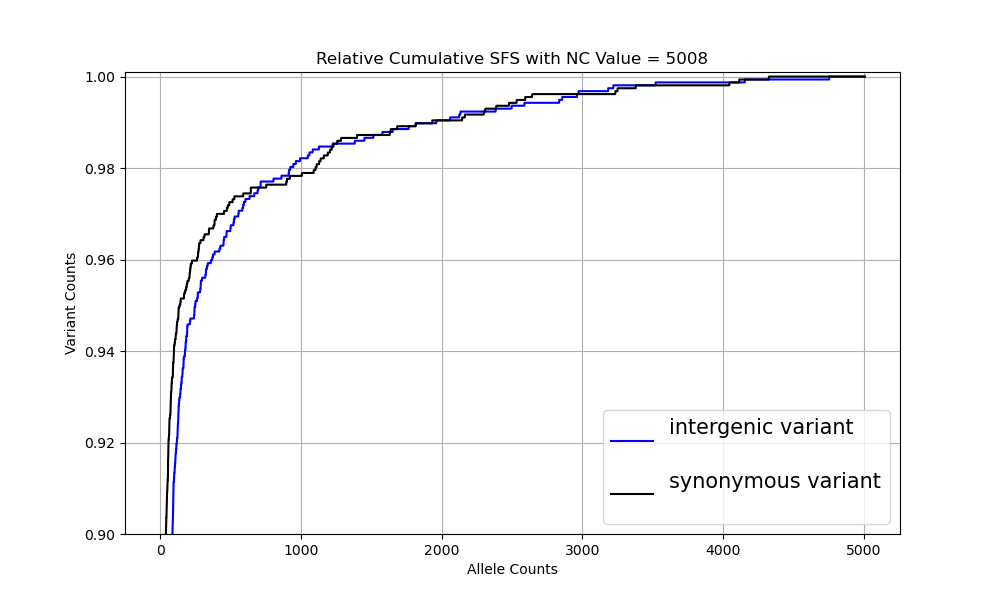 Relative Cumulative SFS with NC Value = 5008
1.00
0.98
0.96
0.94
0.92
0.90
Variant Counts
intergenic variant
synonymous variant
0
1000
2000
3000
4000
5000
Allele Counts